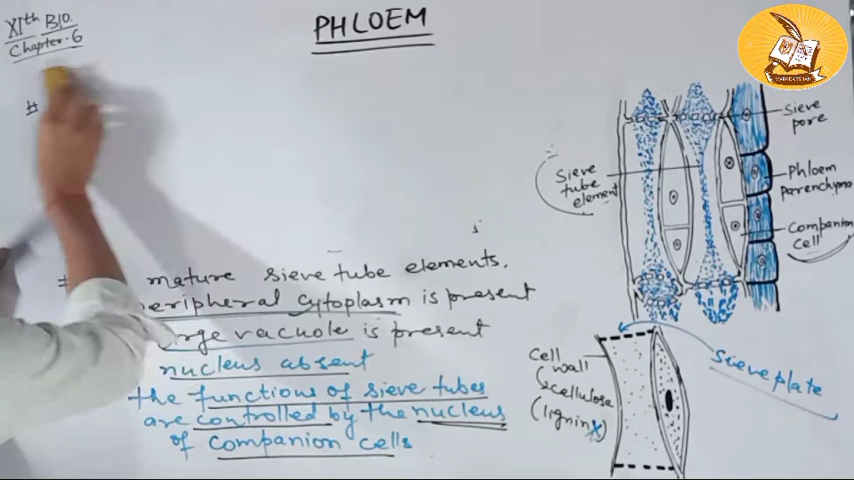 XIth BIO.
Chapter-6
PHLOEM
#
mature sieve tube elements.
peripheral cytoplasm is present
large vacuole is present
nucleus absent
the functions of sieve tubes
are controlled by the nucleus
of companion cells
Sieve
pore
Sieve
tube
element
Phloem
parenchyma
Companion
cell
Cell
wall
cellulose
(lignin X)
Sieve plate